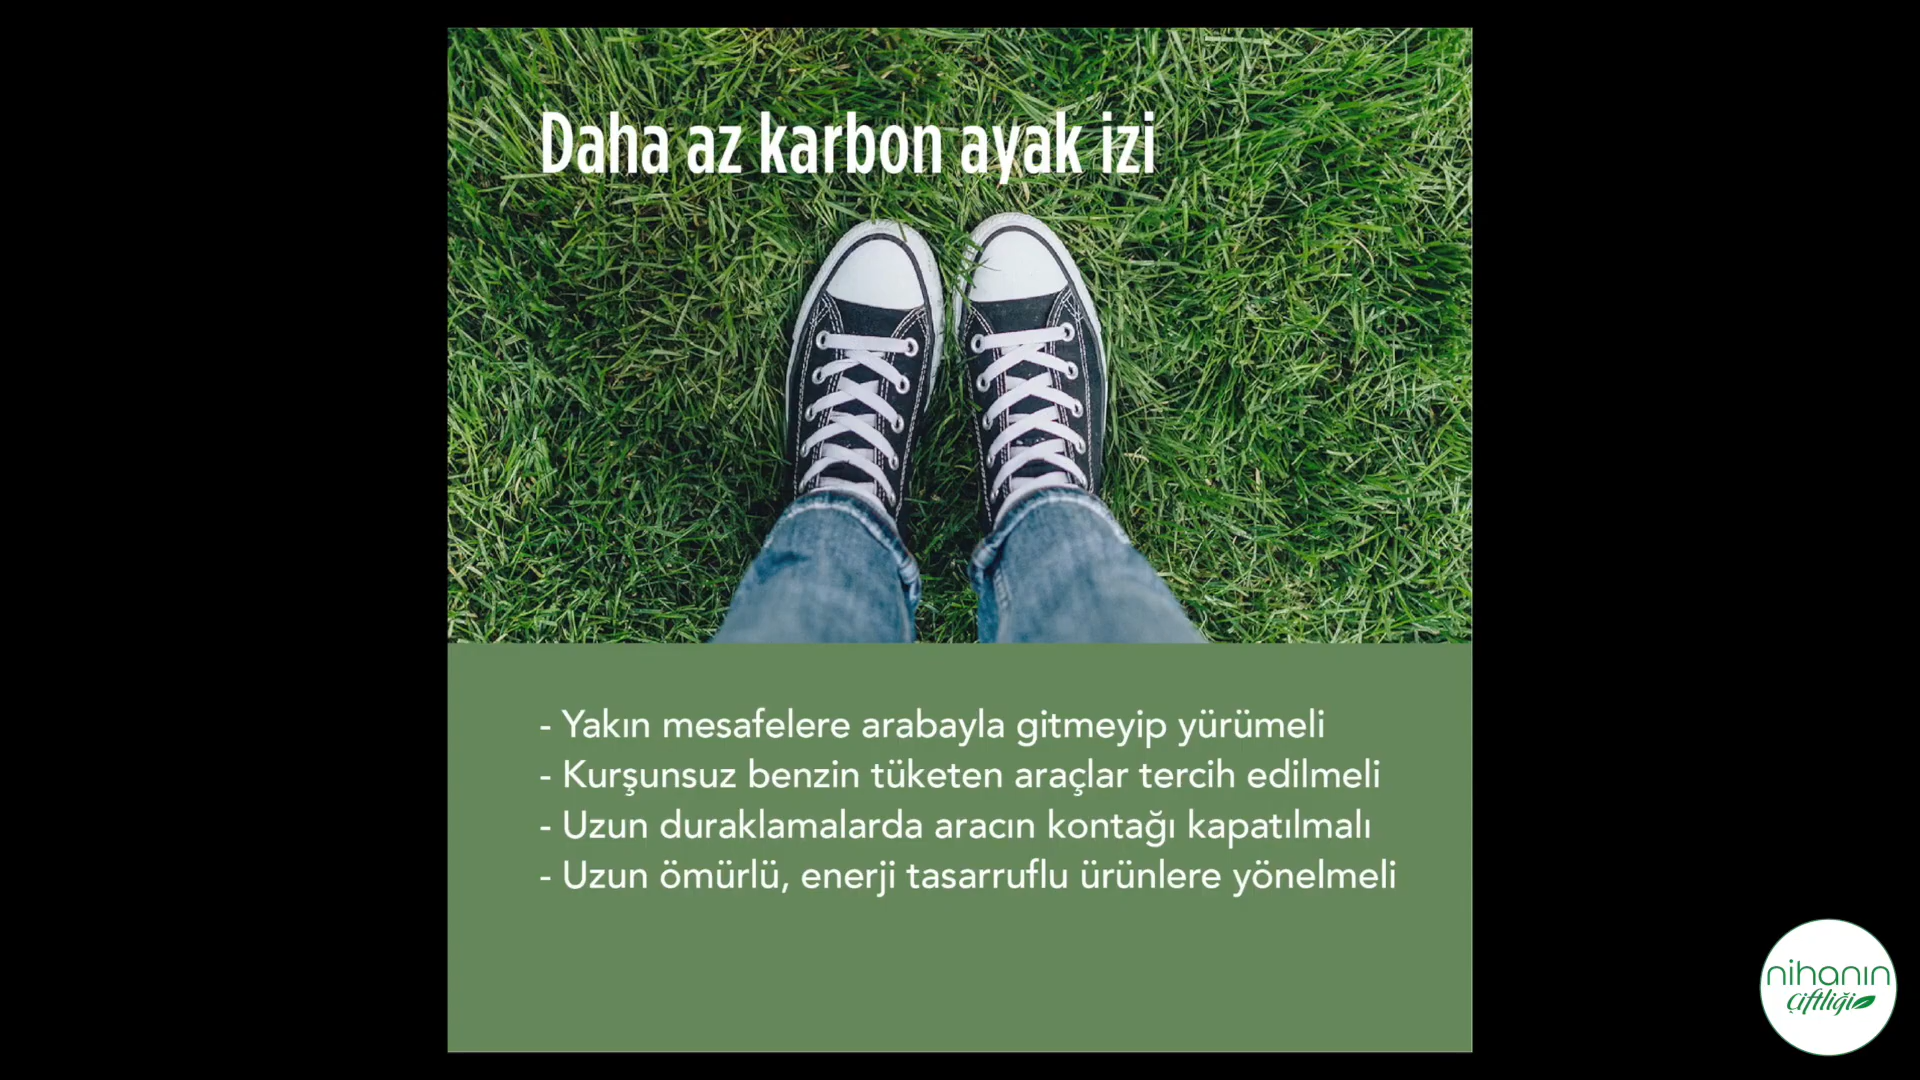 Daha az karbon ayak izi
- Yakın mesafelere arabayla gitmeyip yürümeli
- Kurşunsuz benzin tüketen araçlar tercih edilmeli
- Uzun duraklamalarda aracın kontağı kapatılmalı
- Uzun ömürlü, enerji tasarruflu ürünlere yönelmeli
nihanın
Çiftliği